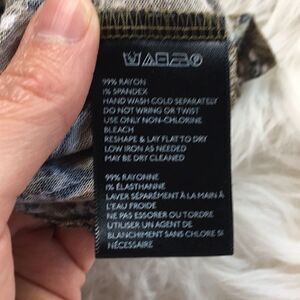 99% RAYON
1% SPANDEX
HAND WASH COLD SEPARATELY
DO NOT WRING OR TWIST
USE ONLY NON-CHLORINE
BLEACH
RESHAPE & LAY FLAT TO DRY
LOW IRON AS NEEDED
MAY BE DRY CLEANED
99% RAYONNE
1% ÉLASTHANNE
LAVER SÉPARÉMENT À LA MAIN À
L'EAU FROIDE
NE PAS ESSORER OU TORDRE
UTILISER UN AGENT DE
BLANCHIMENT SANS CHLORE SI
NÉCESSAIRE